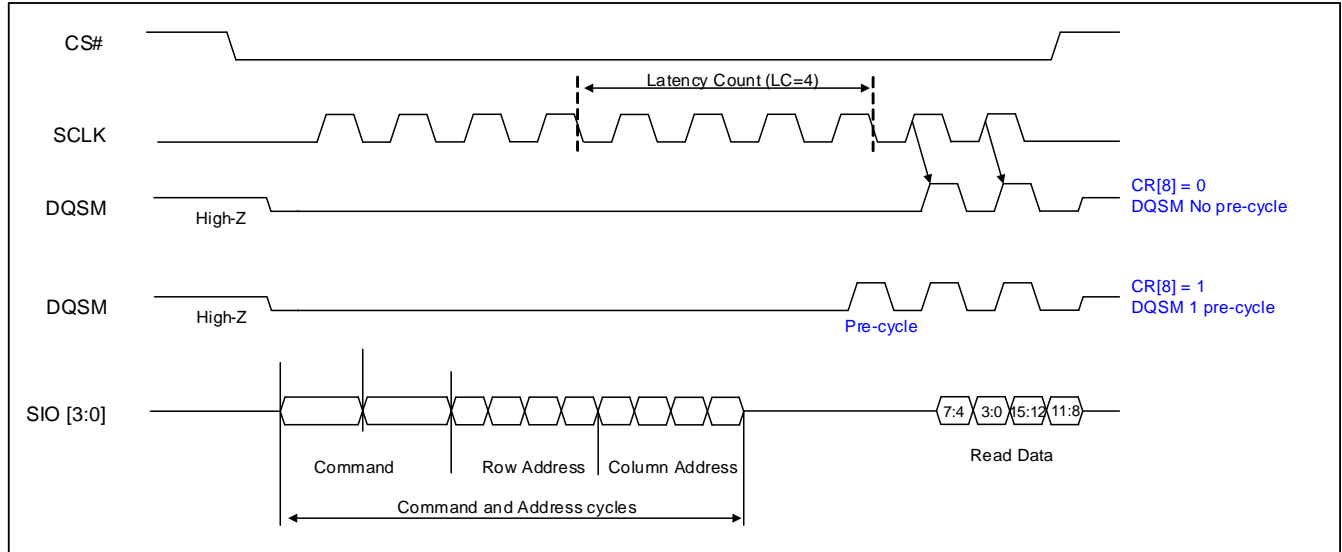 CS#
Latency Count (LC=4)
SCLK
CR[8] = 0
DQSM
DQSM No pre-cycle
High-Z
CR[8] = 1
DQSM
DQSM 1 pre-cycle
High-Z
Pre-cycle
SIO [3:0]
7:4 3:0 15:12 11:8
Read Data
Command Row Address Column Address
Command and Address cycles